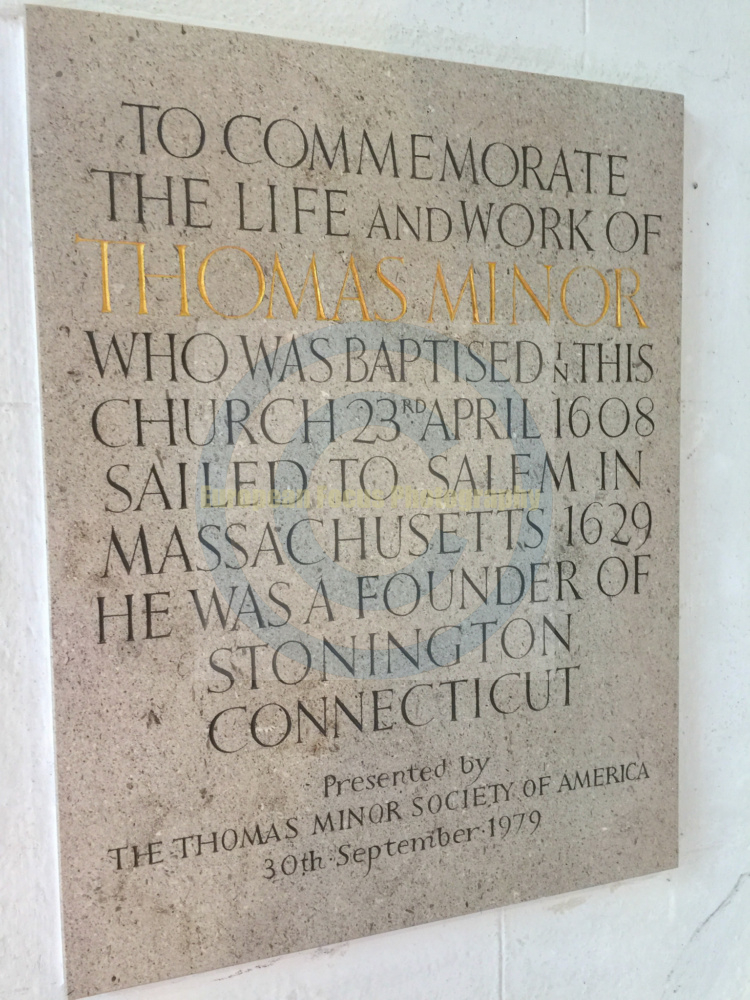 TO COMMEMORATE
THE LIFE AND WORK OF
THOMAS MINOR
WHO WAS BAPTISED IN THIS
CHURCH 23RD APRIL 1608
SAILED TO SALEM IN
MASSACHUSETTS 1629
HE WAS A FOUNDER OF
STONINGTON
CONNECTICUT
Presented by
THE THOMAS MINOR SOCIETY OF AMERICA
30th·September·1979